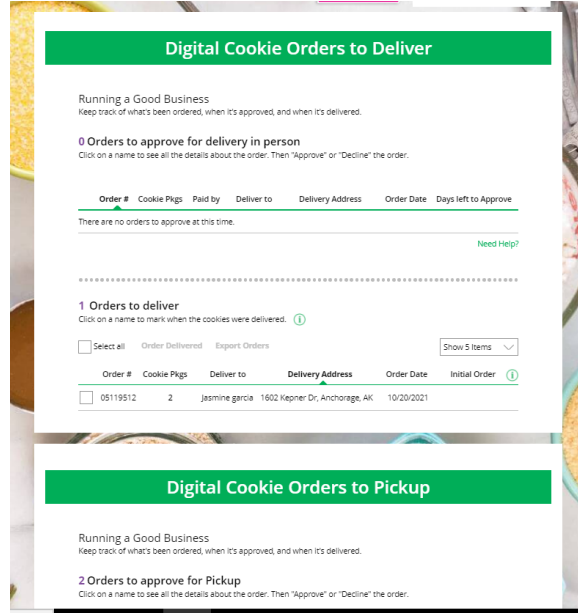 Digital Cookie Orders to Deliver
Running a Good Business
Keep track of what's been ordered, when it's approved, and when it's delivered.
0 Orders to approve for delivery in person
Click on a name to see all the details about the order. Then "Approve" or "Decline" the order.
Order # Cookie Pkgs Paid by Deliver to Delivery Address Order Date Days left to Approve
There are no orders to approve at this time.
Need Help?
1 Orders to deliver
Click on a name to mark when the cookies were delivered. i
Select all Order Delivered Export Orders Show 5 Items
Order # Cookie Pkgs Deliver to Delivery Address Order Date Initial Order i
05119512 2 Jasmine garcia 1602 Kepner Dr, Anchorage, AK 10/20/2021
Digital Cookie Orders to Pickup
Running a Good Business
Keep track of what's been ordered, when it's approved, and when it's delivered.
2 Orders to approve for Pickup
Click on a name to see all the details about the order. Then "Approve" or "Decline" the order.